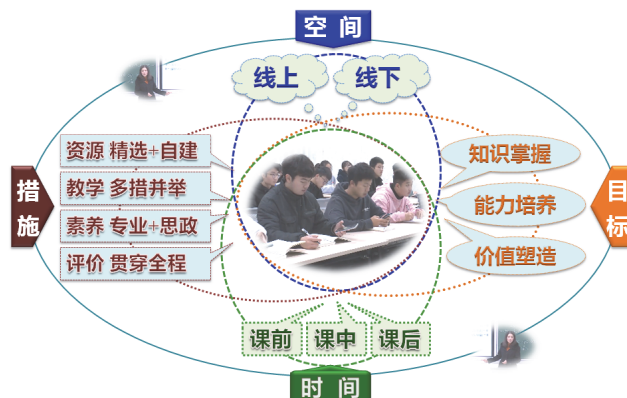 空 间
线上
线下
资源 精选+自建
教学 多措并举
素养 专业+思政
评价 贯穿全程
措施
知识掌握
能力培养
价值塑造
目标
课前
课中
课后
时 间